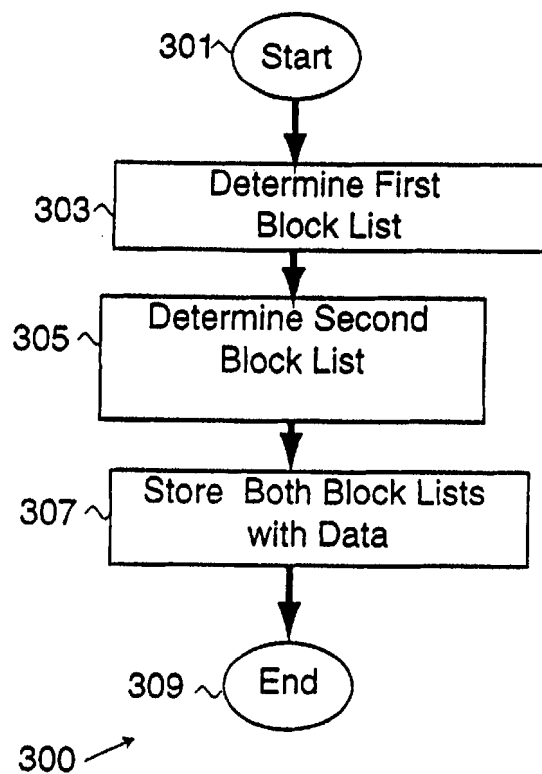 301
Start
303
Determine First
Block List
305
Determine Second
Block List
307
Store Both Block Lists
with Data
309
End
300